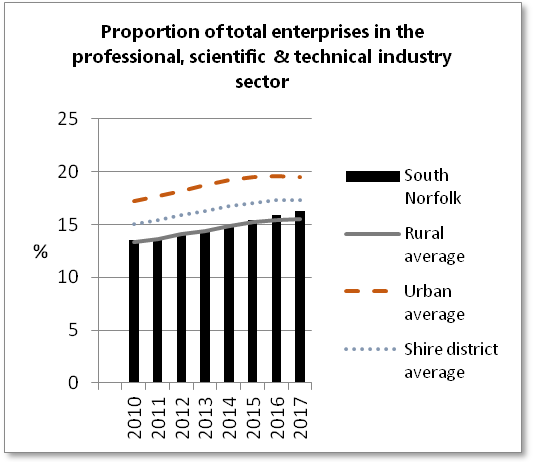 Proportion of total enterprises in the
professional, scientific & technical industry
sector
25
20
15
10
5
0
%
2010
2011
2012
2013
2014
2015
2016
2017
South
Norfolk
Rural
average
Urban
average
Shire district
average